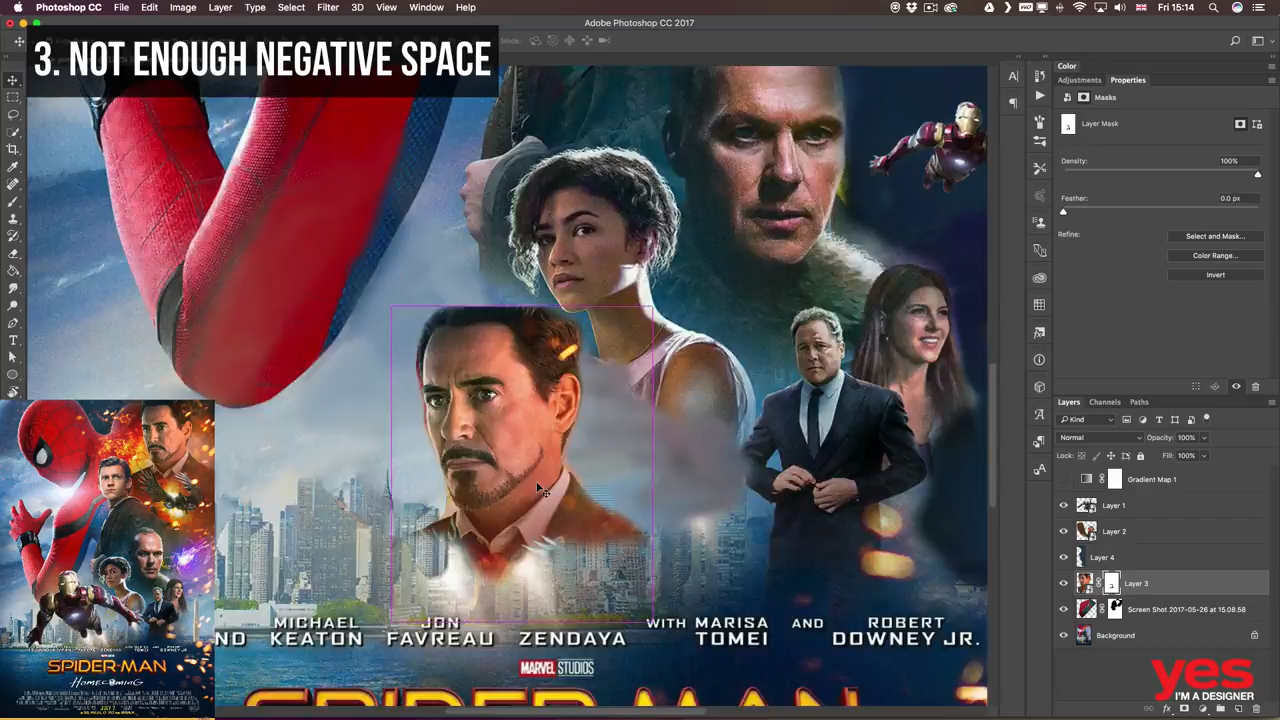 Photoshop CC File Edit Image Layer Type Select Filter 3D View Window Help
Fri 15:14
Adobe Photoshop CC 2017
3. NOT ENOUGH NEGATIVE SPACE
Mode:
Color
Adjustments Properties
Masks
Layer Mask
Density: 100%
Feather: 0.0 px
Refine:
Select and Mask...
Color Range...
Invert
Layers Channels Paths
Kind
Normal Opacity: 100%
Lock: Fill: 100%
Gradient Map 1
Layer 1
Layer 2
Layer 4
Layer 3
Screen Shot 2017-05-26 at 15.08.58
Background
MICHAEL JON WITH MARISA AND ROBERT
ND KEATON FAVREAU ZENDAYA TOMEI DOWNEY JR.
MARVEL STUDIOS
SPIDER-MAN
HOMECOMING
JULY 7
yes
I'M A DESIGNER